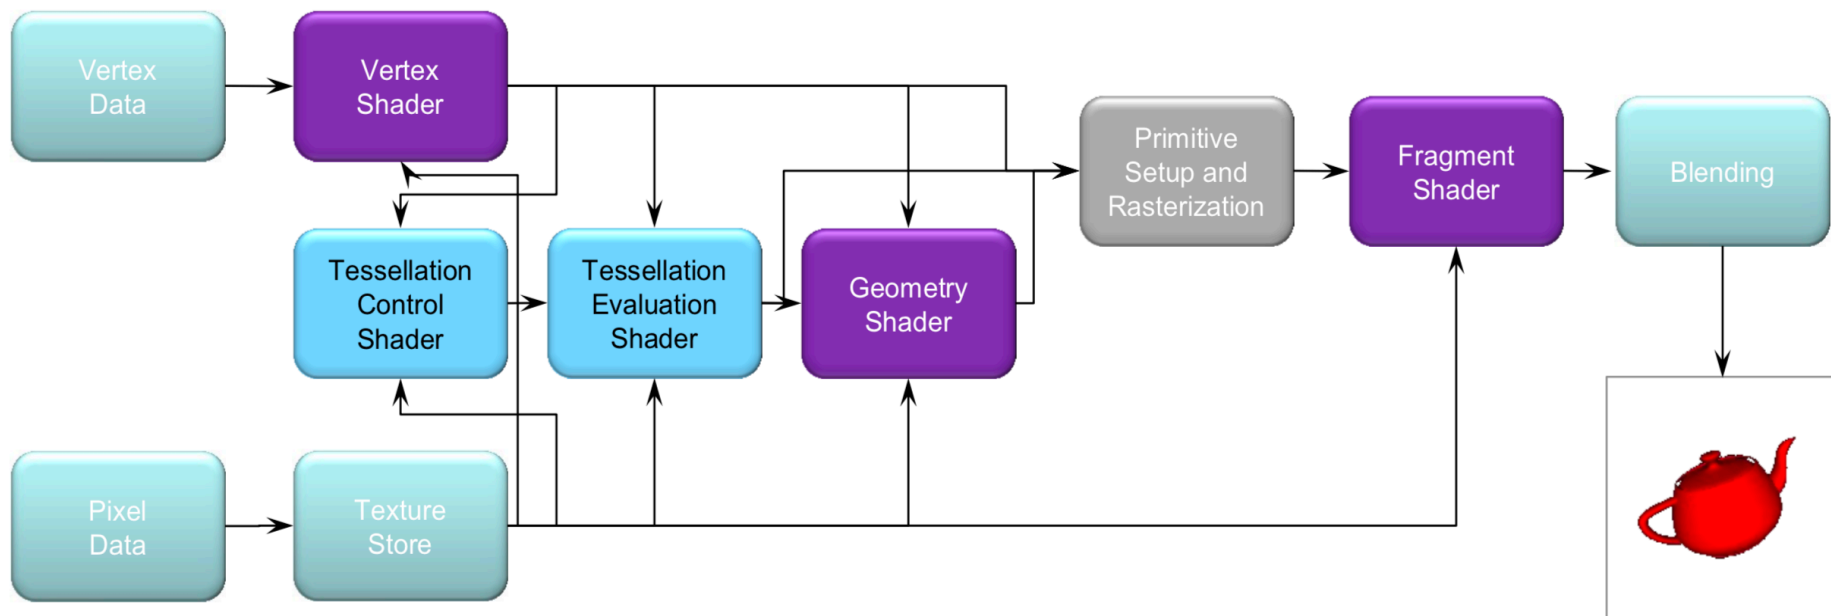 Vertex
Data
Vertex
Shader
Primitive
Setup and
Rasterization
Fragment
Shader
Blending
Tessellation
Control
Shader
Tessellation
Evaluation
Shader
Geometry
Shader
Pixel
Data
Texture
Store